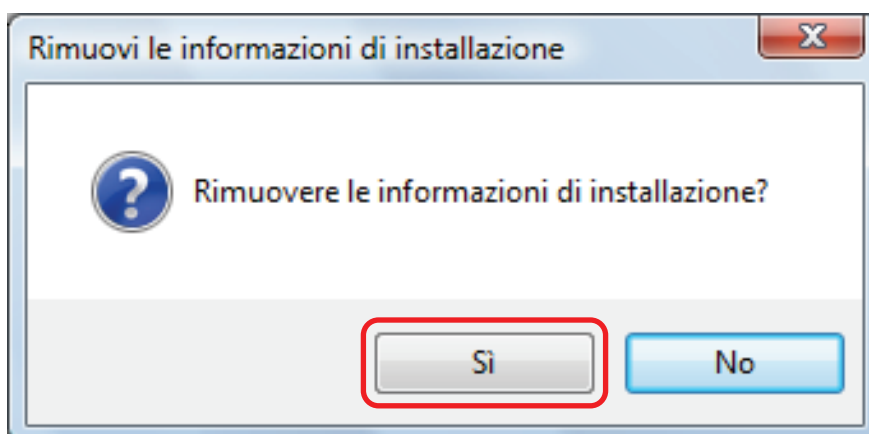 Rimuovi le informazioni di installazione
Rimuovere le informazioni di installazione?
Sì
No